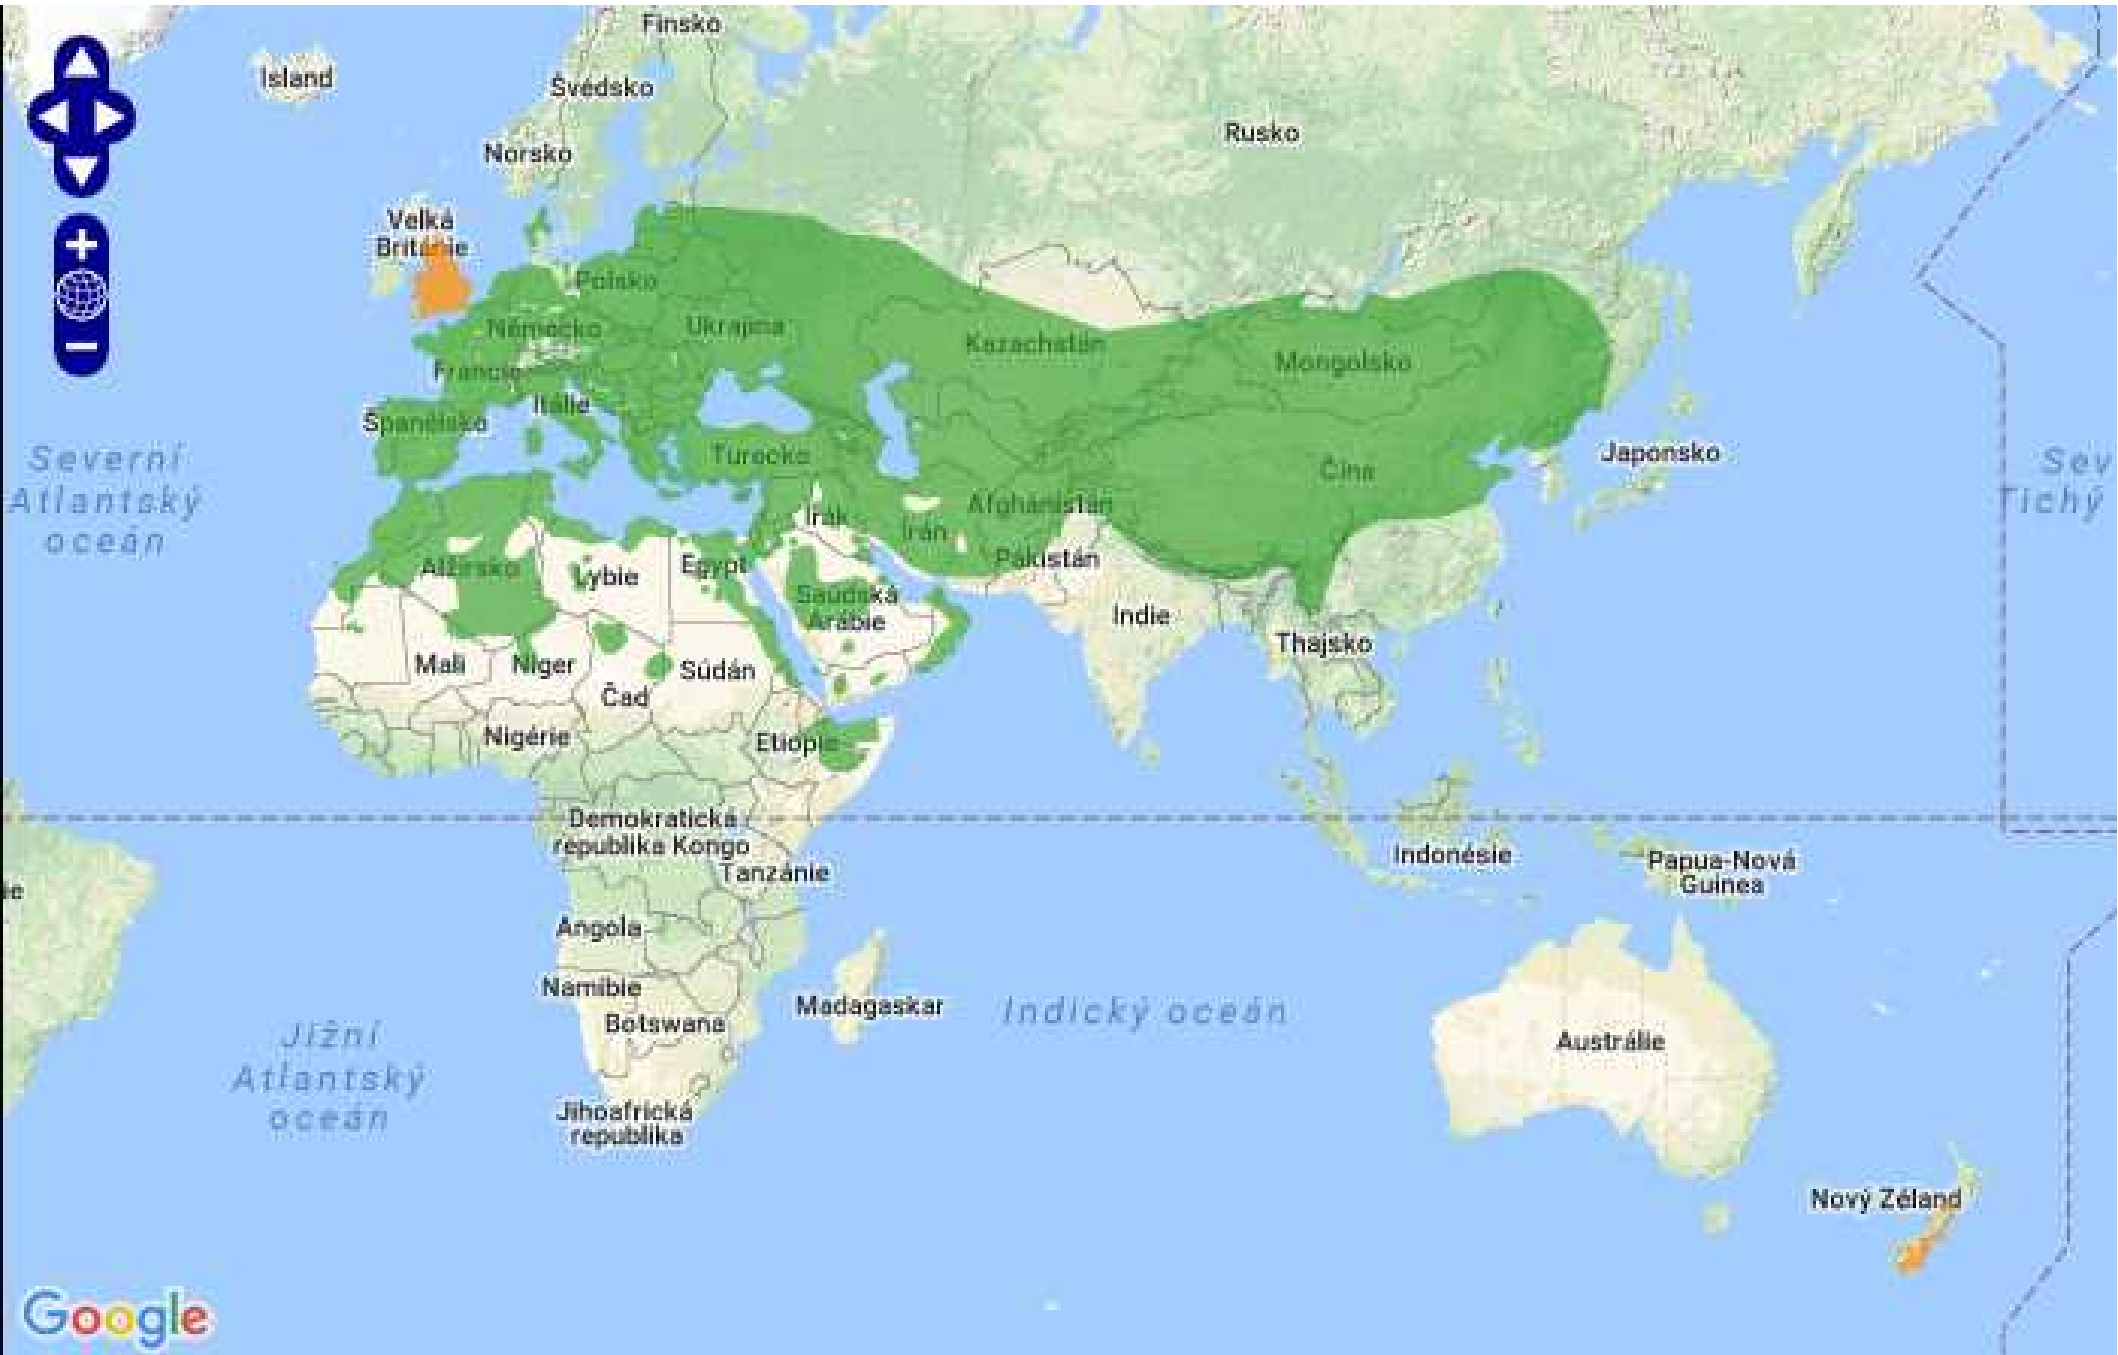 Finsko
Island
Švédsko
Rusko
Norsko
Velká
Británie
Polsko
Německo
Ukrajina
Kazachstán
Mongolsko
Francie
Itálie
Španělsko
Turecko
Čína
Japonsko
Severní
Atlantský
oceán
Sev
Tichý
Afghánistán
Irák
Írán
Pákistán
Alžírsko
Lybie
Egypt
Saúdská
Arábie
Indie
Thajsko
Mali
Niger
Súdán
Čad
Nigérie
Etiopie
Demokratická
republika Kongo
Tanzánie
Indonésie
Papua-Nová
Guinea
ie
Angola
Namibie
Madagaskar
Indický oceán
Botswana
Austrálie
Jižní
Atlantský
oceán
Jihoafrická
republika
Nový Zéland
Google